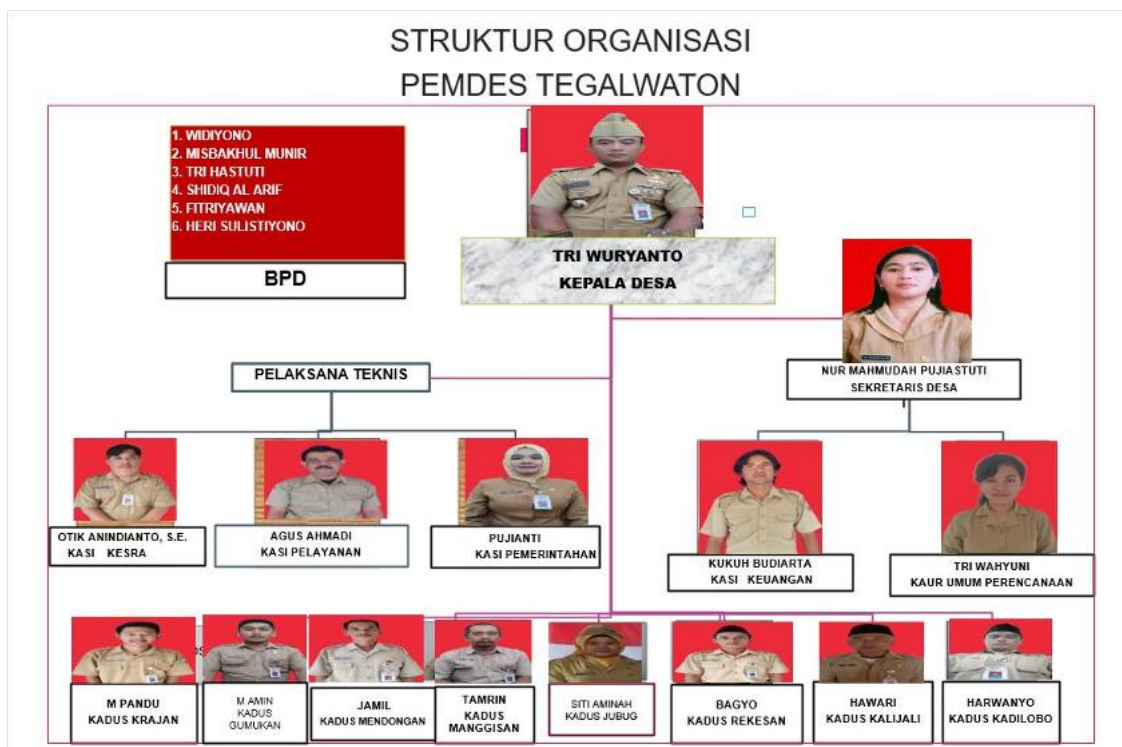 STRUKTUR ORGANISASI
PEMDES TEGALWATON
1. WIDIYONO
2. MISBAKHUL MUNIR
3. TRI HASTUTI
4. SHIDIQ AL ARIF
5. FITRIYAWAN
6. HERI SULISTIYONO
BPD
TRI WURYANTO
KEPALA DESA
NUR MAHMUDAH PUJIASTUTI
SEKRETARIS DESA
PELAKSANA TEKNIS
OTIK ANINDIANTO, S.E.
KASI KESRA
AGUS AHMADI
KASI PELAYANAN
PUJIANTI
KASI PEMERINTAHAN
KUKUH BUDIARTA
KASI KEUANGAN
TRI WAHYUNI
KAUR UMUM PERENCANAAN
M PANDU
KADUS KRAJAN
M AMIN
KADUS
GUMUKAN
JAMIL
KADUS MENDONGAN
TAMRIN
KADUS
MANGGISAN
SITI AMINAH
KADUS JUBUG
BAGYO
KADUS REKESAN
HAWARI
KADUS KALIJALI
HARWANYO
KADUS KADILOBO